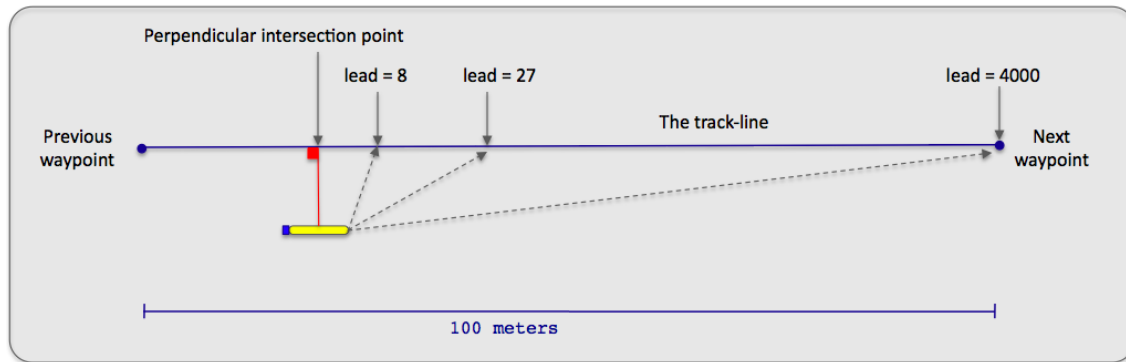 Perpendicular intersection point
lead = 8
lead = 27
lead = 4000
The track-line
Previous
waypoint
Next
waypoint
100 meters